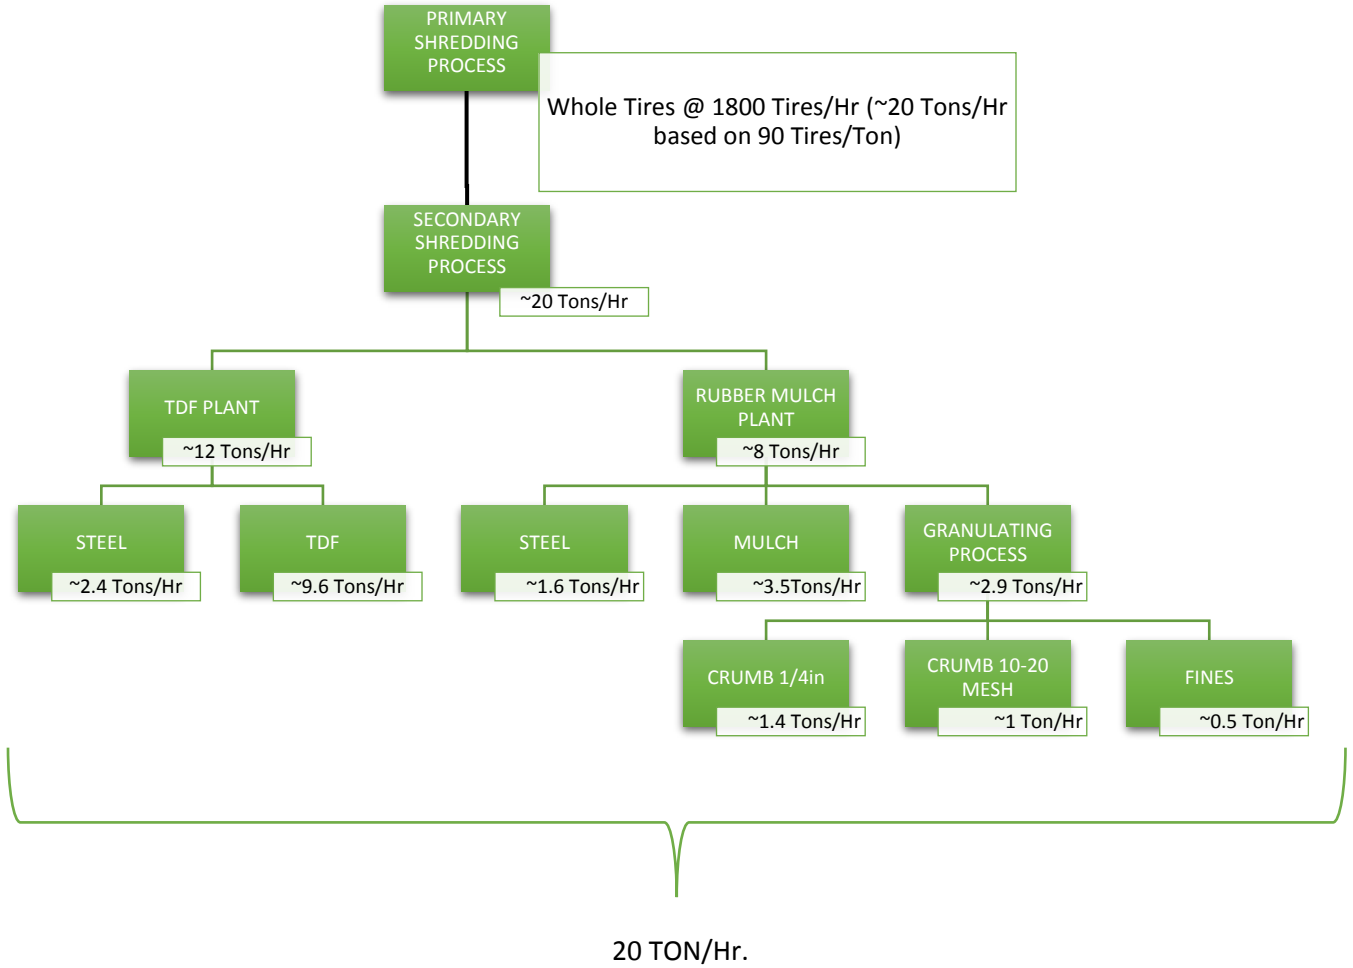 PRIMARY
SHREDDING
PROCESS
Whole Tires @ 1800 Tires/Hr (~20 Tons/Hr
based on 90 Tires/Ton)
SECONDARY
SHREDDING
PROCESS
~20 Tons/Hr
TDF PLANT
~12 Tons/Hr
RUBBER MULCH
PLANT
~8 Tons/Hr
STEEL
~2.4 Tons/Hr
TDF
~9.6 Tons/Hr
STEEL
~1.6 Tons/Hr
MULCH
~3.5Tons/Hr
GRANULATING
PROCESS
~2.9 Tons/Hr
CRUMB 1/4in
~1.4 Tons/Hr
CRUMB 10-20
MESH
~1 Ton/Hr
FINES
~0.5 Ton/Hr
20 TON/Hr.